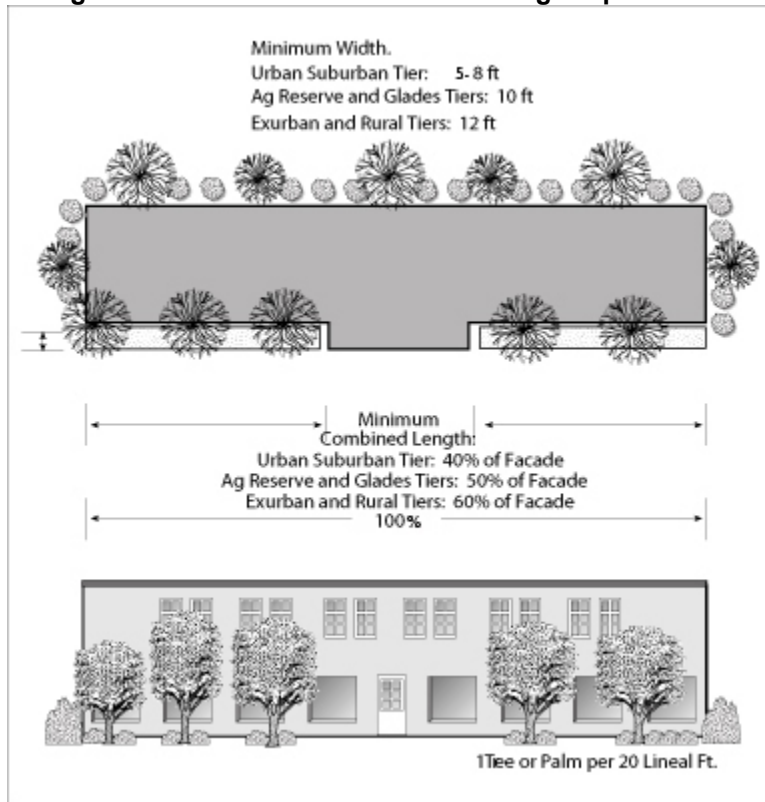 Minimum Width.
Urban Suburban Tier: 5-8 ft
Ag Reserve and Glades Tiers: 10 ft
Exurban and Rural Tiers: 12 ft
Minimum
Combined Length:
Urban Suburban Tier: 40% of Facade
Ag Reserve and Glades Tiers: 50% of Facade
Exurban and Rural Tiers: 60% of Facade
100%
1Tree or Palm per 20 Lineal Ft.